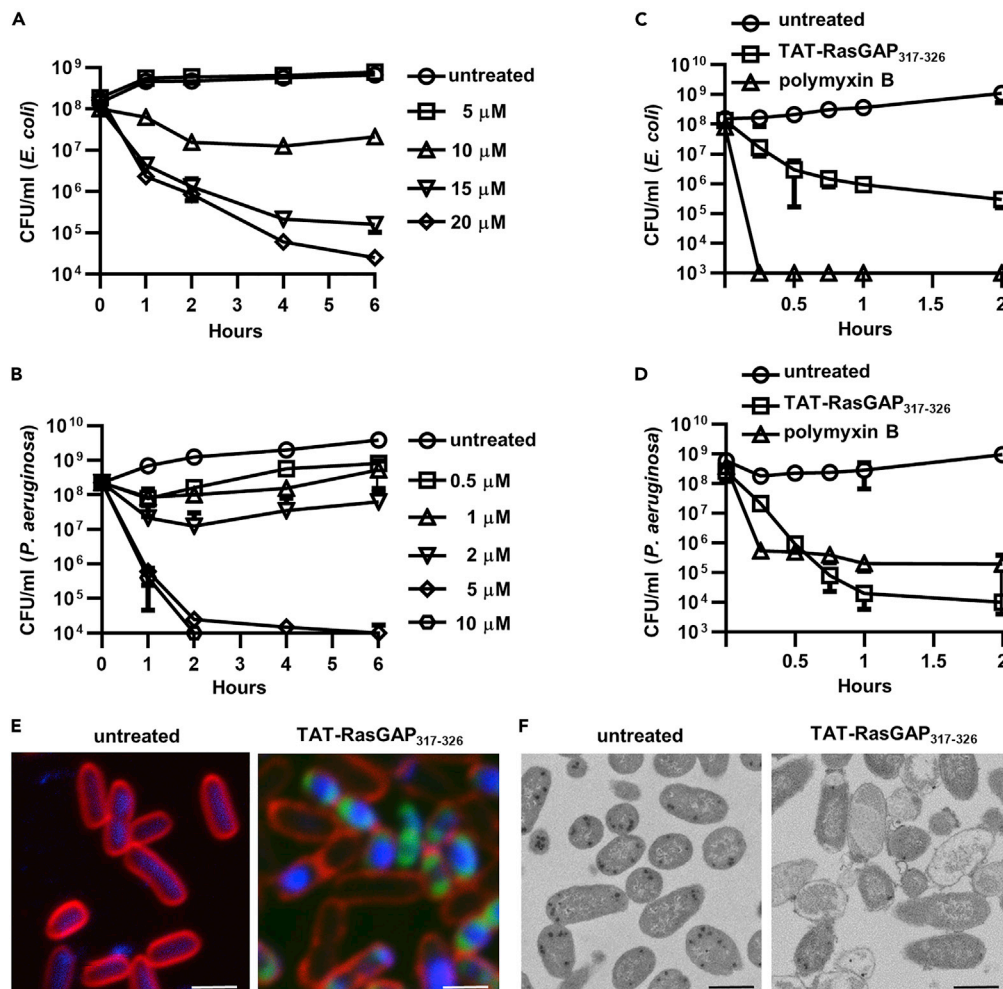 A
CFU/ml (E. coli)
10⁹
10⁸
10⁷
10⁶
10⁵
10⁴
0 1 2 3 4 5 6
Hours
untreated
5 μM
10 μM
15 μM
20 μM
C
untreated
TAT-RasGAP₃₁₇₋₃₂₆
polymyxin B
CFU/ml (E. coli)
10¹⁰
10⁹
10⁸
10⁷
10⁶
10⁵
10⁴
10³
0.5 1 1.5 2
Hours
B
CFU/ml (P. aeruginosa)
10¹⁰
10⁹
10⁸
10⁷
10⁶
10⁵
10⁴
0 1 2 3 4 5 6
Hours
untreated
0.5 μM
1 μM
2 μM
5 μM
10 μM
D
untreated
TAT-RasGAP₃₁₇₋₃₂₆
polymyxin B
CFU/ml (P. aeruginosa)
10¹⁰
10⁹
10⁸
10⁷
10⁶
10⁵
10⁴
10³
0.5 1 1.5 2
Hours
E
untreated TAT-RasGAP₃₁₇₋₃₂₆
F
untreated TAT-RasGAP₃₁₇₋₃₂₆